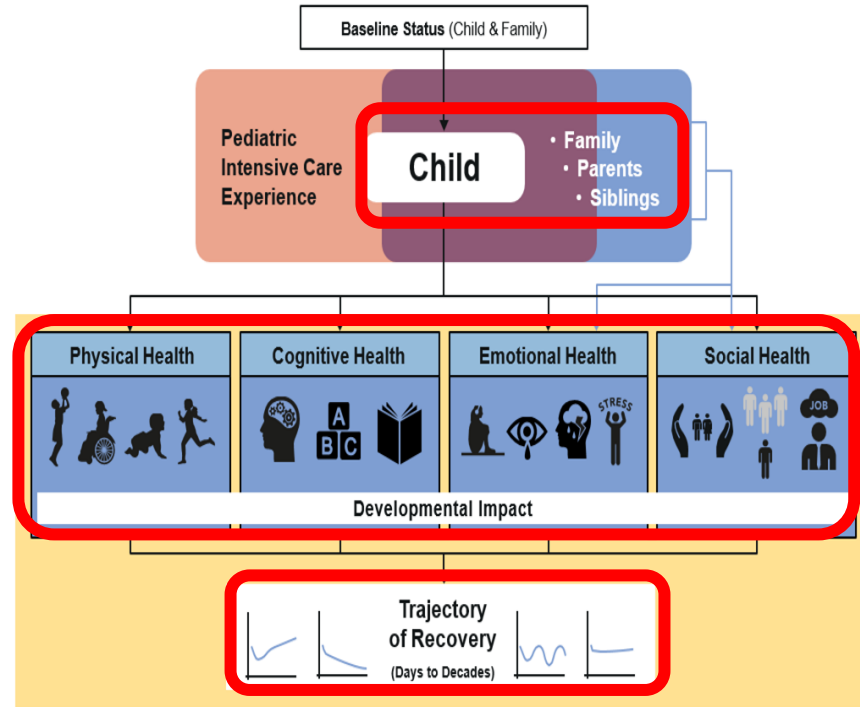 Baseline Status (Child & Family)
Pediatric
Intensive Care
Experience
Child
• Family
• Parents
• Siblings
Physical Health
Cognitive Health
Emotional Health
Social Health
A
B C
STRESS
JOB
Developmental Impact
Trajectory
of Recovery
(Days to Decades)